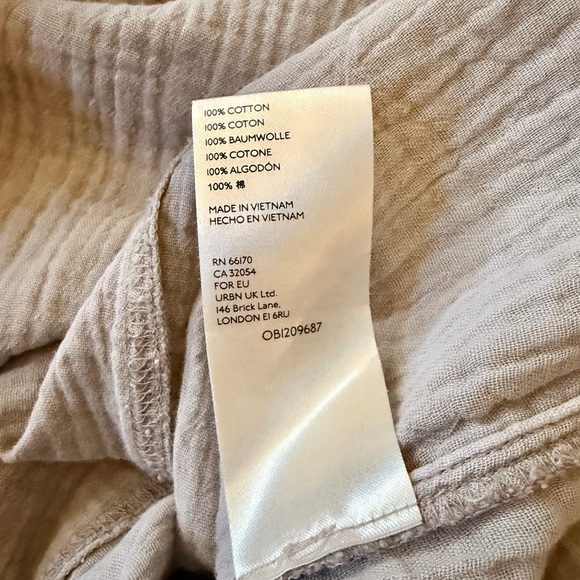 100% COTTON
100% COTON
100% BAUMWOLLE
100% COTONE
100% ALGODÓN
100% 棉
MADE IN VIETNAM
HECHO EN VIETNAM
RN 66170
CA 32054
FOR EU
URBN UK Ltd.
146 Brick Lane,
LONDON E1 6RU
OB1209687